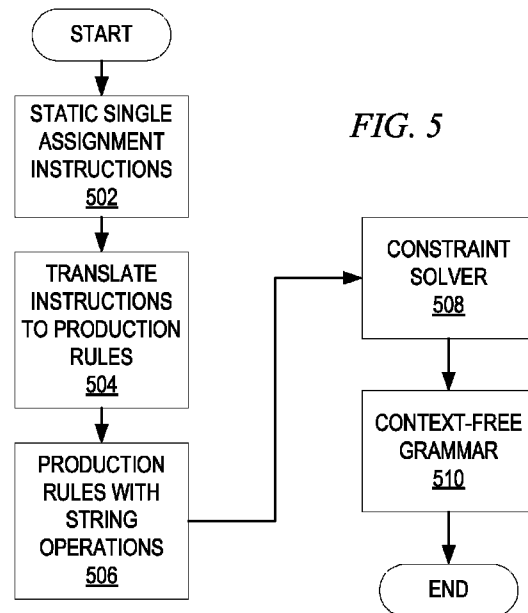 START
STATIC SINGLE
ASSIGNMENT
INSTRUCTIONS
502
TRANSLATE
INSTRUCTIONS
TO PRODUCTION
RULES
504
PRODUCTION
RULES WITH
STRING
OPERATIONS
506
FIG. 5
CONSTRAINT
SOLVER
508
CONTEXT-FREE
GRAMMAR
510
END